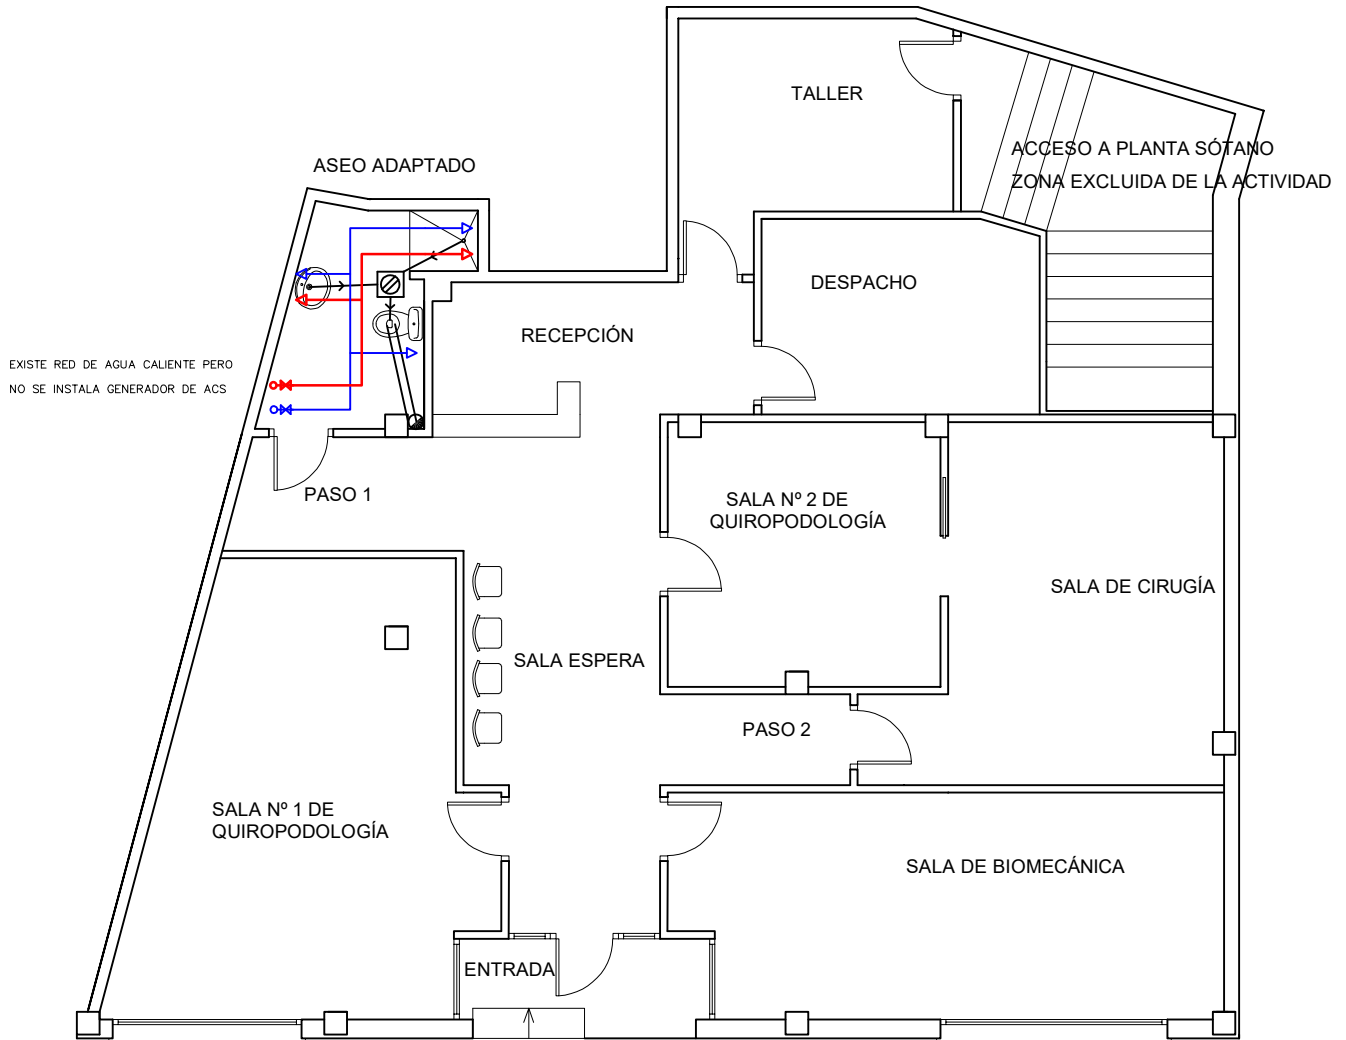 TALLER
ACCESO A PLANTA SÓTANO
ZONA EXCLUIDA DE LA ACTIVIDAD
ASEO ADAPTADO
DESPACHO
RECEPCIÓN
EXISTE RED DE AGUA CALIENTE PERO
NO SE INSTALA GENERADOR DE ACS
PASO 1
SALA Nº 2 DE
QUIROPODOLOGÍA
SALA DE CIRUGÍA
SALA ESPERA
PASO 2
SALA Nº 1 DE
QUIROPODOLOGÍA
SALA DE BIOMECÁNICA
ENTRADA